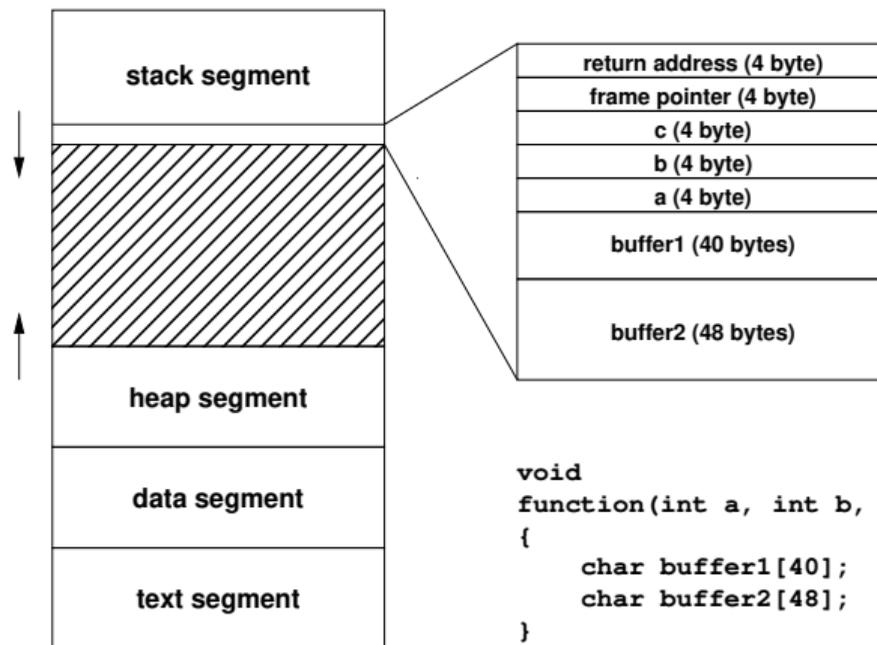 stack segment
heap segment
data segment
text segment
return address (4 byte)
frame pointer (4 byte)
c (4 byte)
b (4 byte)
a (4 byte)
buffer1 (40 bytes)
buffer2 (48 bytes)
void
function(int a, int b,
{
char buffer1[40];
char buffer2[48];
}